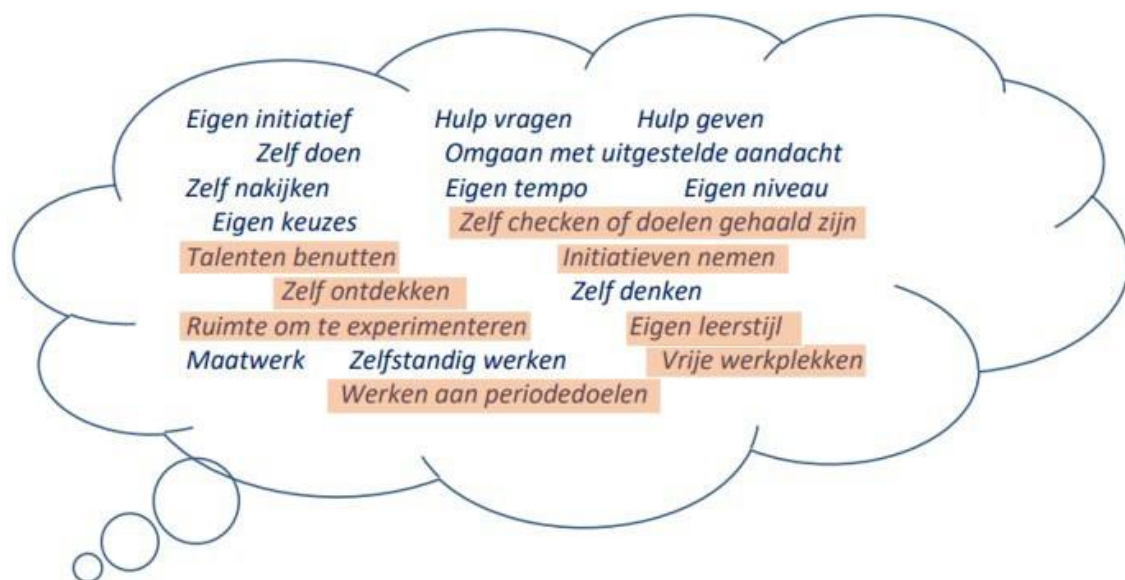 Eigen initiatief Hulp vragen Hulp geven
Zelf doen Omgaan met uitgestelde aandacht
Zelf nakijken Eigen tempo Eigen niveau
Eigen keuzes Zelf checken of doelen gehaald zijn
Talenten benutten Initiatieven nemen
Zelf ontdekken Zelf denken
Ruimte om te experimenteren Eigen leerstijl
Maatwerk Zelfstandig werken Vrije werkplekken
Werken aan periodedoelen